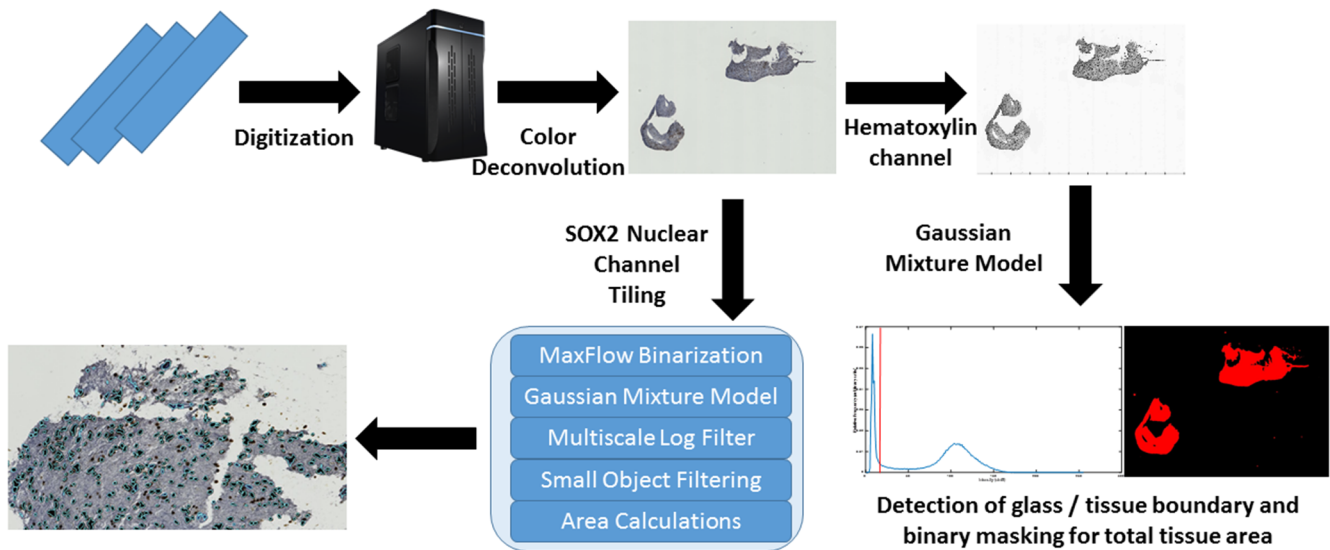 Digitization
Color
Deconvolution
Hematoxylin
channel
SOX2 Nuclear
Channel
Tiling
Gaussian
Mixture Model
MaxFlow Binarization
Gaussian Mixture Model
Multiscale Log Filter
Small Object Filtering
Area Calculations
Detection of glass / tissue boundary and
binary masking for total tissue area